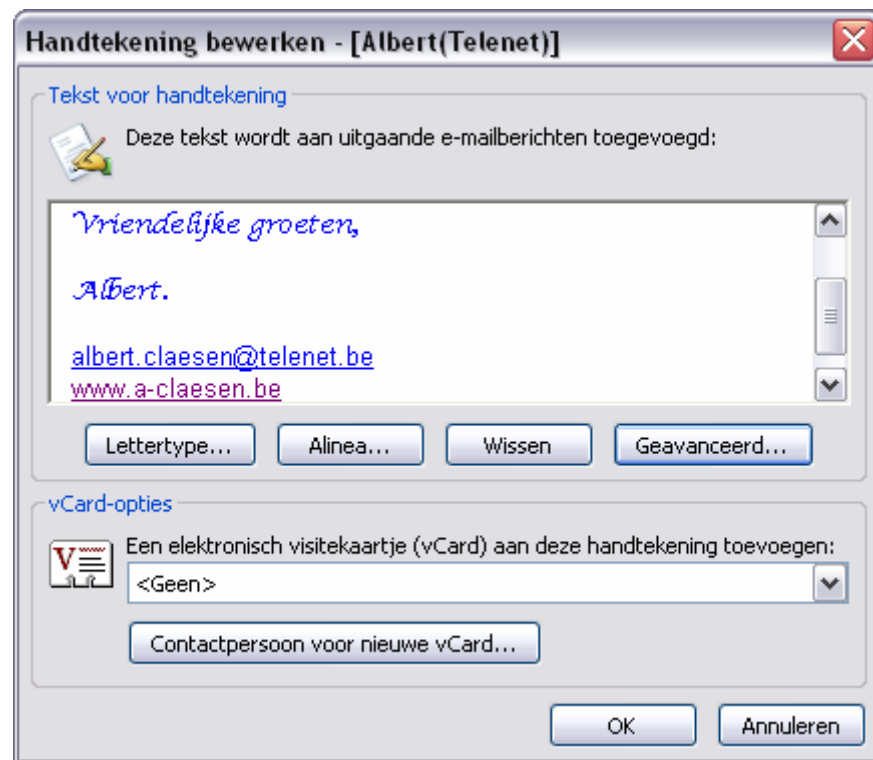 Handtekening bewerken - [Albert(Telenet)]
Tekst voor handtekening
Deze tekst wordt aan uitgaande e-mailberichten toegevoegd:
Vriendelijke groeten,
Albert.
albert.claesen@telenet.be
www.a-claesen.be
Lettertype... Alinea... Wissen Geavanceerd...
vCard-opties
Een elektronisch visitekaartje (vCard) aan deze handtekening toevoegen:
<Geen>
Contactpersoon voor nieuwe vCard...
OK Annuleren